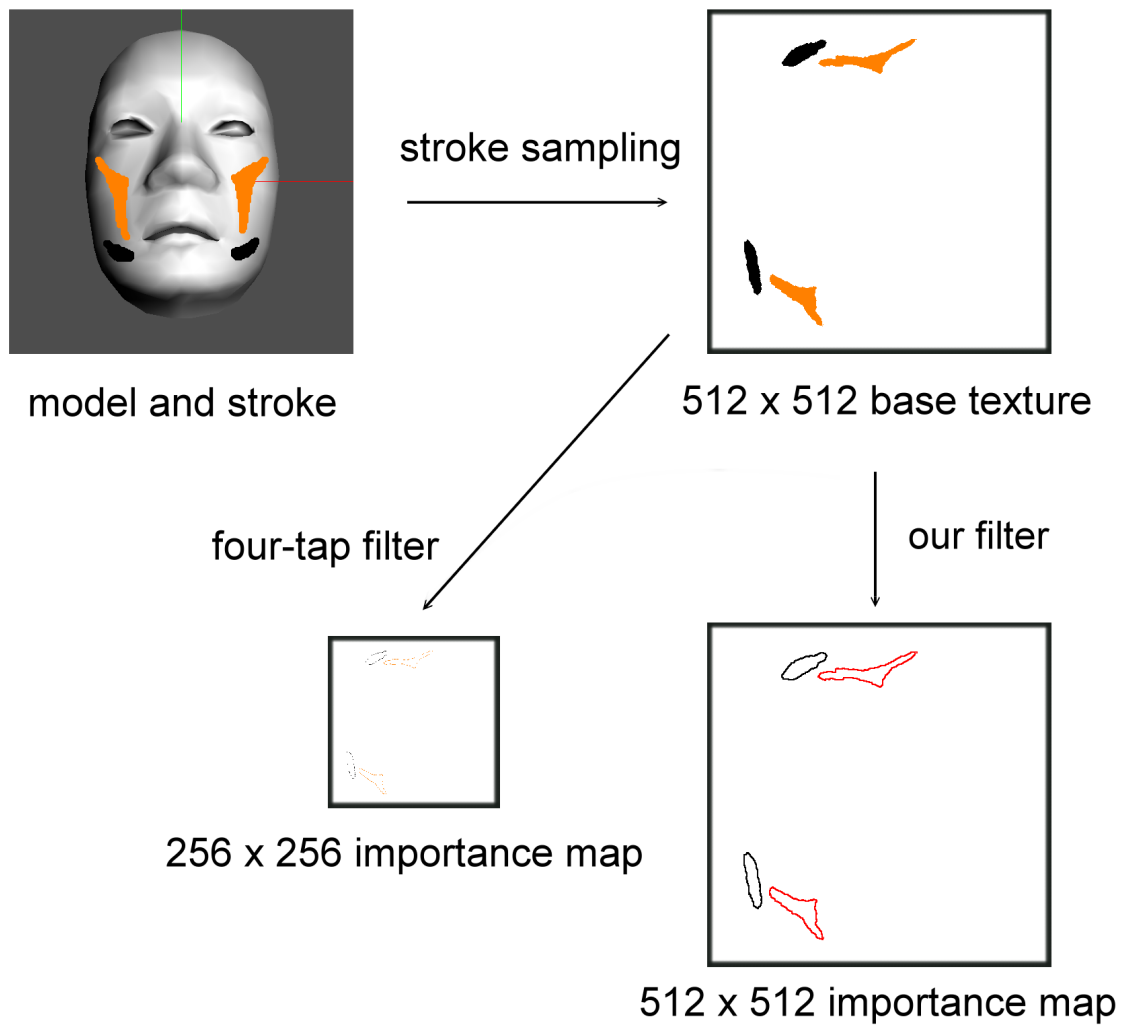 stroke sampling
model and stroke
512 x 512 base texture
four-tap filter
our filter
256 x 256 importance map
512 x 512 importance map